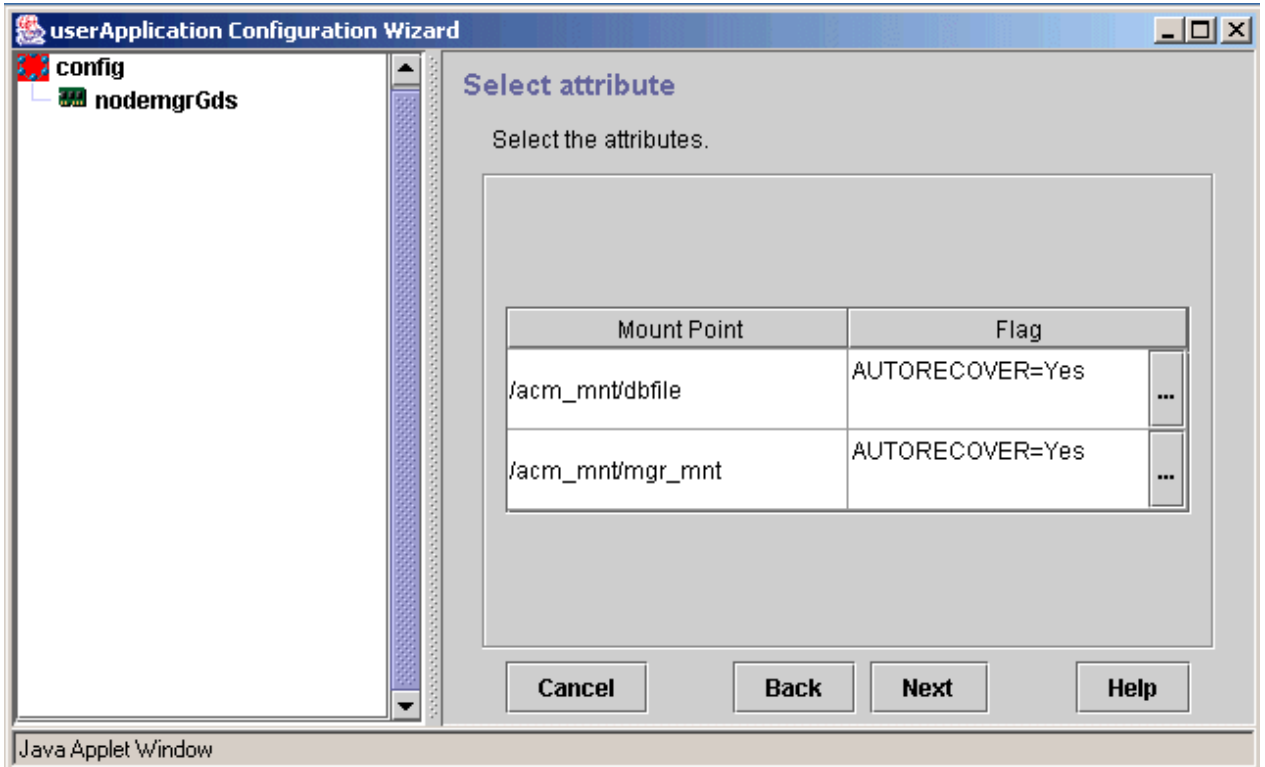 userApplication Configuration Wizard
config
nodemgrGds
Select attribute
Select the attributes.
Mount Point Flag
/acm_mnt/dbfile AUTORECOVER=Yes ...
/acm_mnt/mgr_mnt AUTORECOVER=Yes ...
Cancel Back Next Help
Java Applet Window